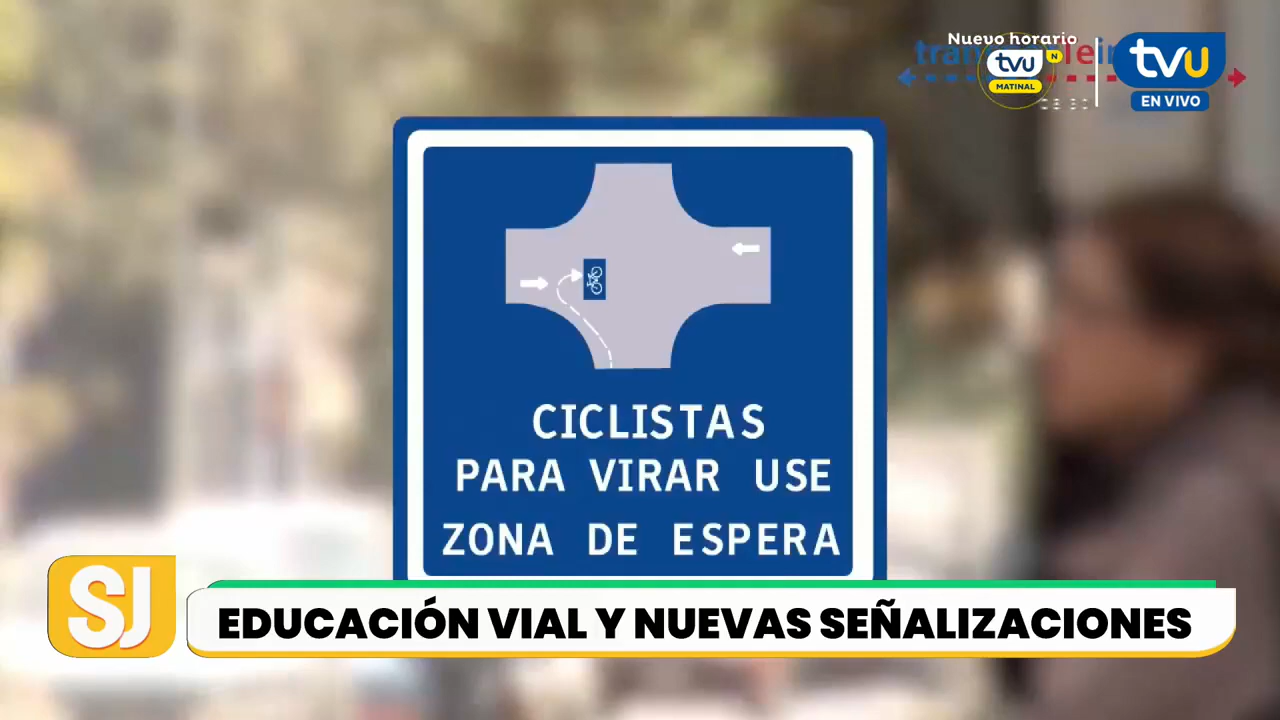 Nuevo horario
tvu
N
MATINAL
tvu
EN VIVO
CICLISTAS
PARA VIRAR USE
ZONA DE ESPERA
SJ
EDUCACIÓN VIAL Y NUEVAS SEÑALIZACIONES